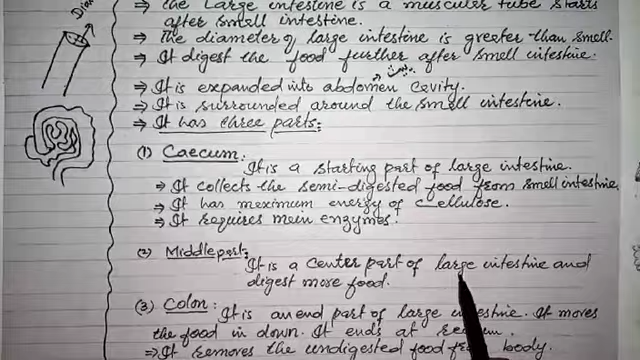 Diam
⇒ The Large intestine is a muscular tube starts
after small intestine.
⇒ The diameter of large intestine is greater than small.
⇒ It digest the food further after small intestine.
⇒ It is expanded into abdomen cavity.
⇒ It is surrounded around the small intestine.
⇒ It has three parts:
(1) Caecum:
It is a starting part of large intestine.
⇒ It collects the semi-digested food from small intestine.
⇒ It has maximum energy of cellulose.
⇒ It requires mein enzymes.
(2) Middle part:
It is a center part of large intestine and
digest more food.
(3) Colon: It is an end part of large intestine. It moves
the food in down. It ends at
⇒ It removes the undigested food from body.